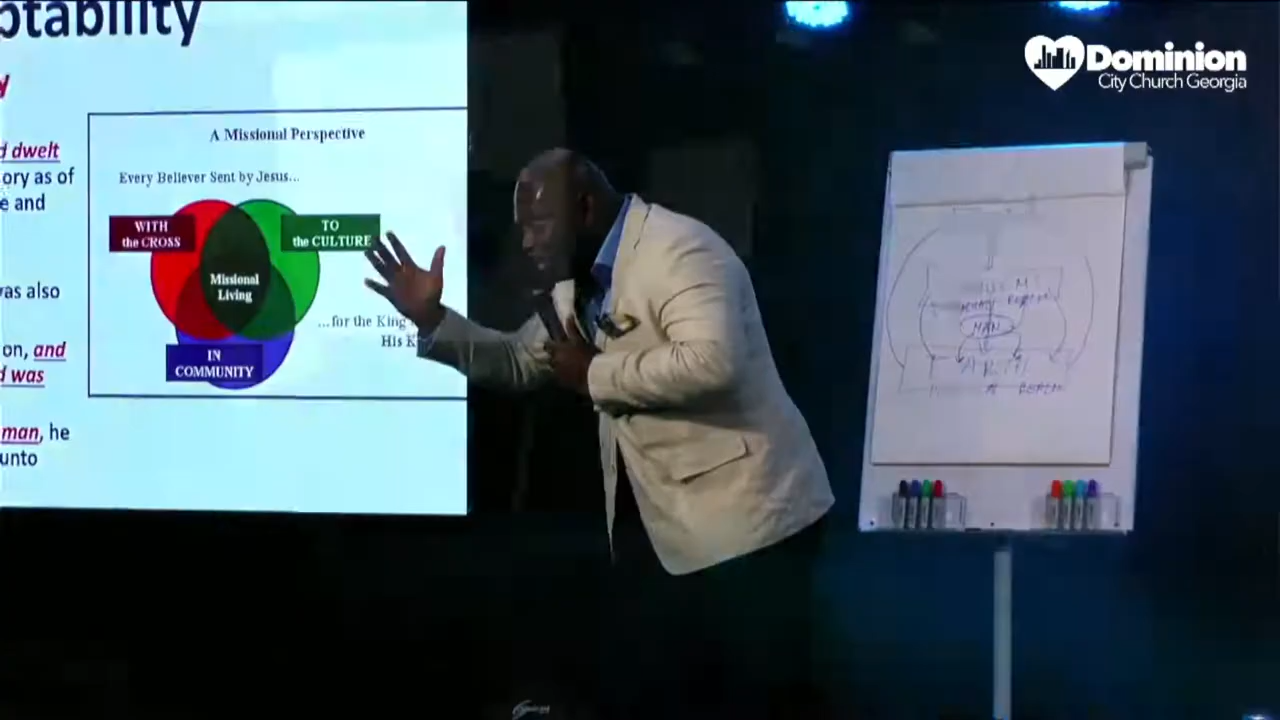 ptability
y
d dwelt
ory as of
e and
vas also
on, and
d was
man, he
unto
A Missional Perspective
Every Believer Sent by Jesus...
WITH
the CROSS
TO
the CULTURE
Missional
Living
IN
COMMUNITY
...for the King
His K
Dominion
City Church Georgia
MAN